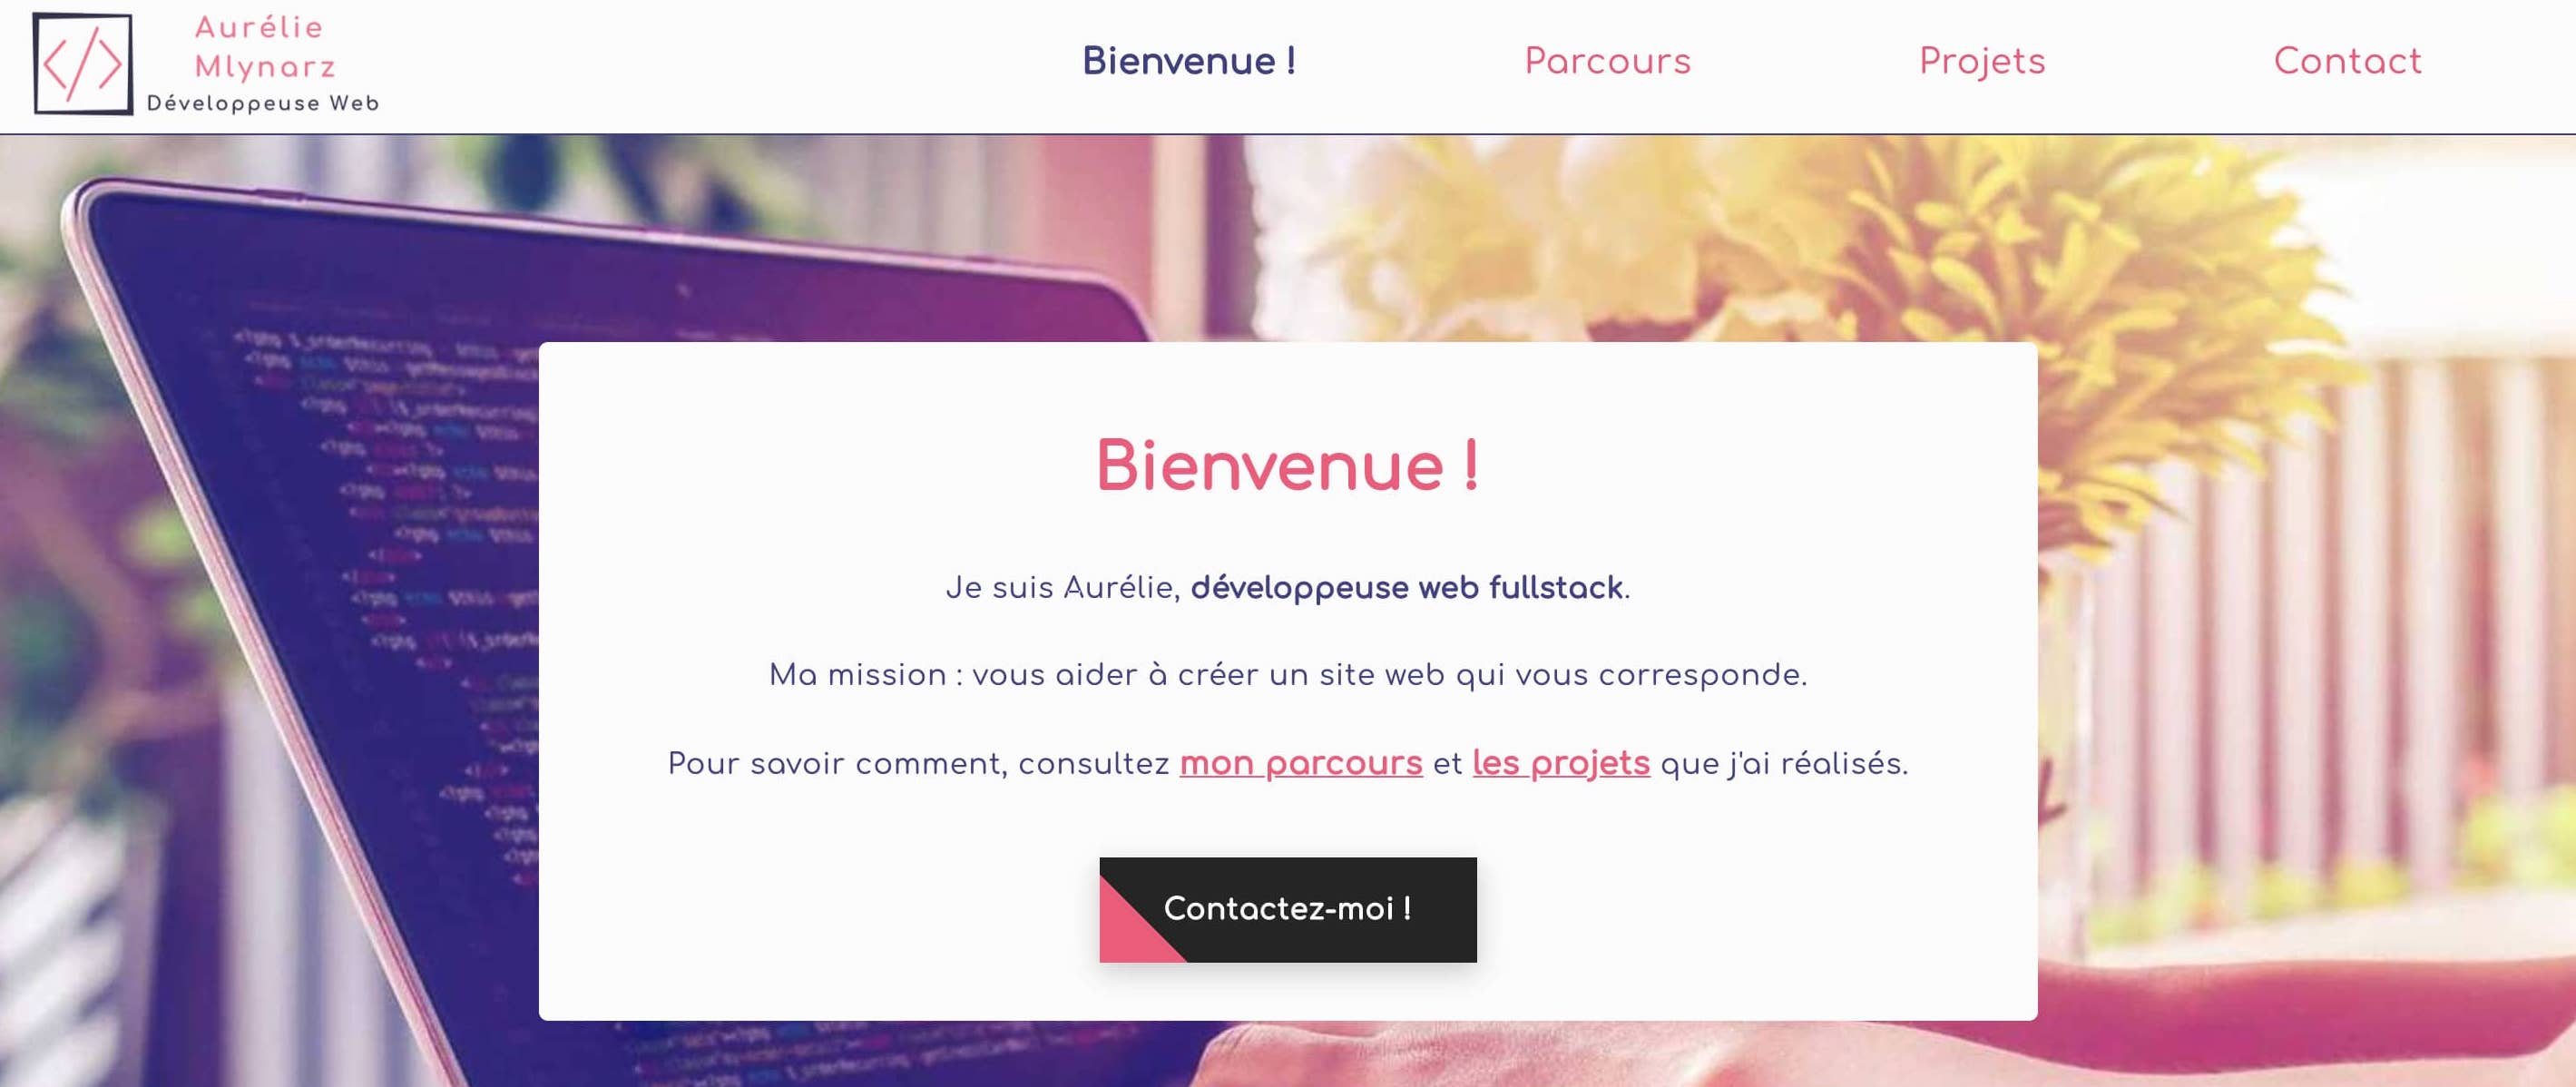 Aurélie
Mlynarz
Développeuse Web
Bienvenue !
Parcours
Projets
Contact
Bienvenue !
Je suis Aurélie, développeuse web fullstack.
Ma mission : vous aider à créer un site web qui vous corresponde.
Pour savoir comment, consultez mon parcours et les projets que j'ai réalisés.
Contactez-moi !